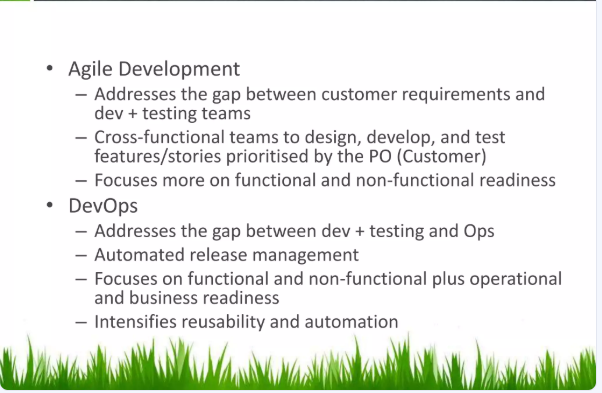 • Agile Development
– Addresses the gap between customer requirements and
dev + testing teams
– Cross-functional teams to design, develop, and test
features/stories prioritised by the PO (Customer)
– Focuses more on functional and non-functional readiness
• DevOps
– Addresses the gap between dev + testing and Ops
– Automated release management
– Focuses on functional and non-functional plus operational
and business readiness
– Intensifies reusability and automation